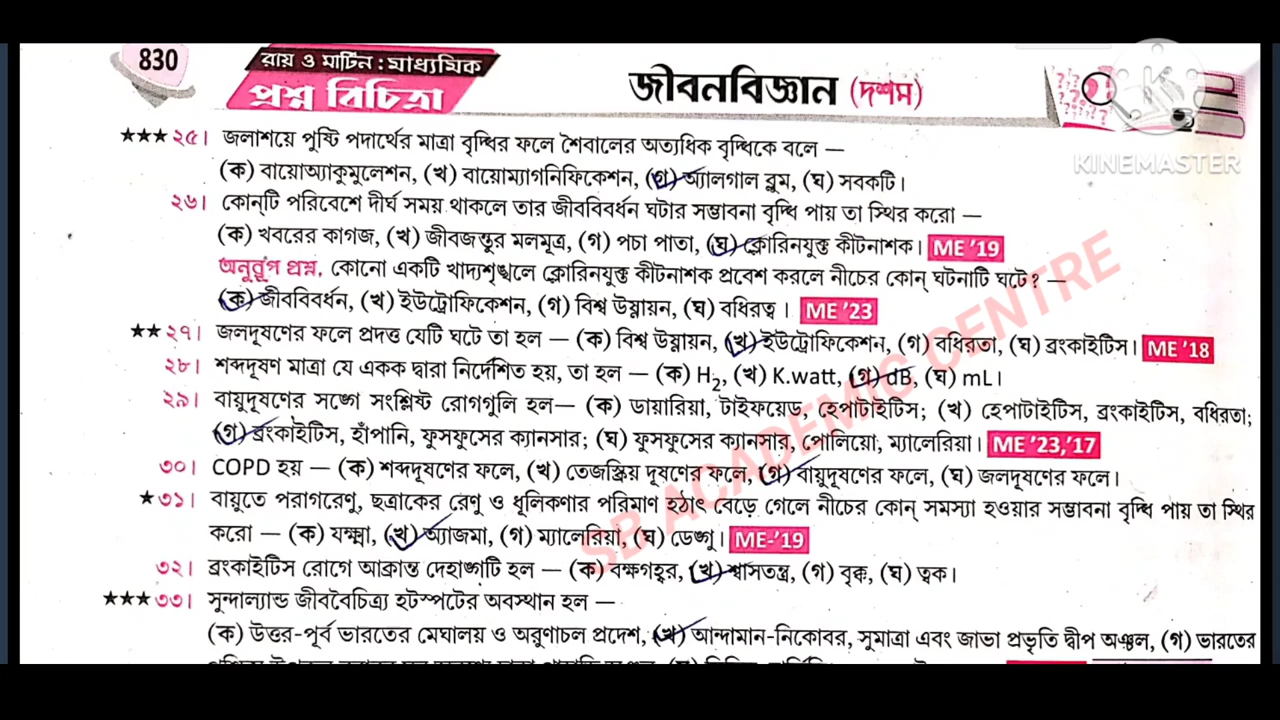 830
রায় ও মার্টিন : মাধ্যমিক
প্রশ্ন বিচিত্রা
জীবনবিজ্ঞান (দশম)
KINEMASTER
★★★ ২৫। জলাশয়ে পুষ্টি পদার্থের মাত্রা বৃদ্ধির ফলে শৈবালের অত্যধিক বৃদ্ধিকে বলে —
(ক) বায়োঅ্যাকুমুলেশন, (খ) বায়োম্যাগনিফিকেশন, (গ) অ্যালগাল ব্লুম, (ঘ) সবকটি।
২৬। কোন্‌টি পরিবেশে দীর্ঘ সময় থাকলে তার জীববিবর্ধন ঘটার সম্ভাবনা বৃদ্ধি পায় তা স্থির করো —
(ক) খবরের কাগজ, (খ) জীবজন্তুর মলমূত্র, (গ) পচা পাতা, (ঘ) ক্লোরিনযুক্ত কীটনাশক। ME '19
অনুরূপ প্রশ্ন. কোনো একটি খাদ্যশৃঙ্খলে ক্লোরিনযুক্ত কীটনাশক প্রবেশ করলে নীচের কোন্ ঘটনাটি ঘটে? —
(ক) জীববিবর্ধন, (খ) ইউট্রোফিকেশন, (গ) বিশ্ব উষ্ণায়ন, (ঘ) বধিরত্ব। ME '23
★★ ২৭। জলদূষণের ফলে প্রদত্ত যেটি ঘটে তা হল — (ক) বিশ্ব উষ্ণায়ন, (খ) ইউট্রোফিকেশন, (গ) বধিরতা, (ঘ) ব্রংকাইটিস। ME '18
২৮। শব্দদূষণ মাত্রা যে একক দ্বারা নির্দেশিত হয়, তা হল — (ক) H₂, (খ) K.watt, (গ) dB, (ঘ) mL।
২৯। বায়ুদূষণের সঙ্গে সংশ্লিষ্ট রোগগুলি হল— (ক) ডায়ারিয়া, টাইফয়েড, হেপাটাইটিস; (খ) হেপাটাইটিস, ব্রংকাইটিস, বধিরতা;
(গ) ব্রংকাইটিস, হাঁপানি, ফুসফুসের ক্যানসার; (ঘ) ফুসফুসের ক্যানসার, পোলিয়ো, ম্যালেরিয়া। ME '23,'17
৩০। COPD হয় — (ক) শব্দদূষণের ফলে, (খ) তেজস্ক্রিয় দূষণের ফলে, (গ) বায়ুদূষণের ফলে, (ঘ) জলদূষণের ফলে।
★ ৩১। বায়ুতে পরাগরেণু, ছত্রাকের রেণু ও ধূলিকণার পরিমাণ হঠাৎ বেড়ে গেলে নীচের কোন্ সমস্যা হওয়ার সম্ভাবনা বৃদ্ধি পায় তা স্থির
করো — (ক) যক্ষ্মা, (খ) অ্যাজমা, (গ) ম্যালেরিয়া, (ঘ) ডেঙ্গু। ME-'19
৩২। ব্রংকাইটিস রোগে আক্রান্ত দেহাঙ্গটি হল — (ক) বক্ষগহ্বর, (খ) শ্বাসতন্ত্র, (গ) বৃক্ক, (ঘ) ত্বক।
★★★ ৩৩। সুন্দাল্যান্ড জীববৈচিত্র্য হটস্পটের অবস্থান হল —
(ক) উত্তর-পূর্ব ভারতের মেঘালয় ও অরুণাচল প্রদেশ, (খ) আন্দামান-নিকোবর, সুমাত্রা এবং জাভা প্রভৃতি দ্বীপ অঞ্চল, (গ) ভারতের
SB ACADEMIC CENTRE